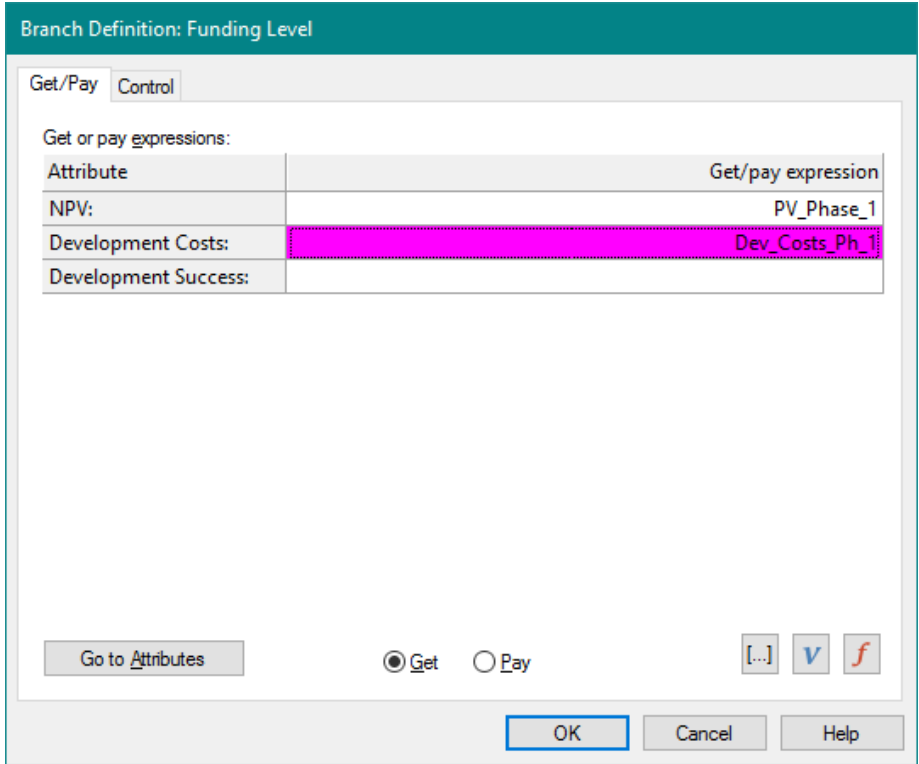 Branch Definition: Funding Level
Get/Pay Control
Get or pay expressions:
Attribute Get/pay expression
NPV: PV_Phase_1
Development Costs: Dev_Costs_Ph_1
Development Success:
Go to Attributes Get Pay [...] V f
OK Cancel Help